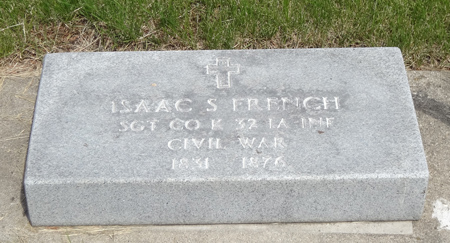 ISAAC S FRENCH
SGT CO K 32 IA INF
CIVIL WAR
1831 1876